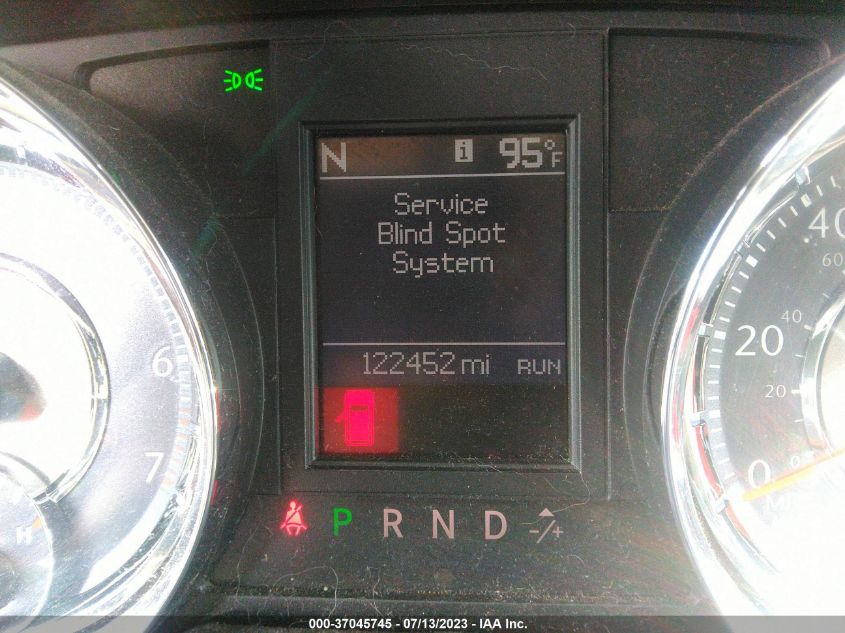 N i 95°F
Service
Blind Spot
System
122452 mi RUN
P R N D -/+
6
7
H
40
60
40
20
20
0
0
000-37045745 - 07/13/2023 - IAA Inc.